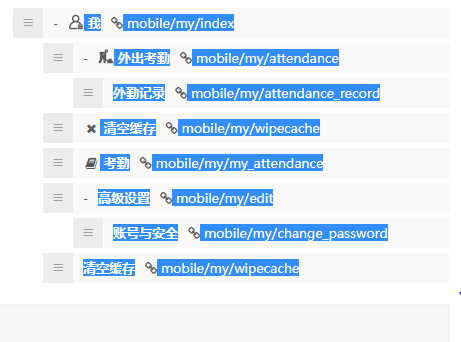 - 我 mobile/my/index
- 外出考勤 mobile/my/attendance
外勤记录 mobile/my/attendance_record
清空缓存 mobile/my/wipecache
考勤 mobile/my/my_attendance
- 高级设置 mobile/my/edit
账号与安全 mobile/my/change_password
清空缓存 mobile/my/wipecache